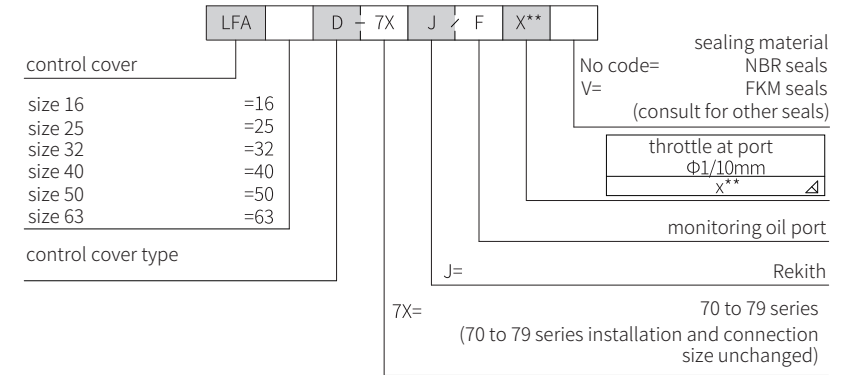 LFA D – 7X J / F X**
sealing material
No code= NBR seals
V= FKM seals
(consult for other seals)
control cover
size 16 =16
size 25 =25
size 32 =32
size 40 =40
size 50 =50
size 63 =63
throttle at port
Φ1/10mm
x**
monitoring oil port
control cover type
J= Rekith
7X= 70 to 79 series
(70 to 79 series installation and connection
size unchanged)